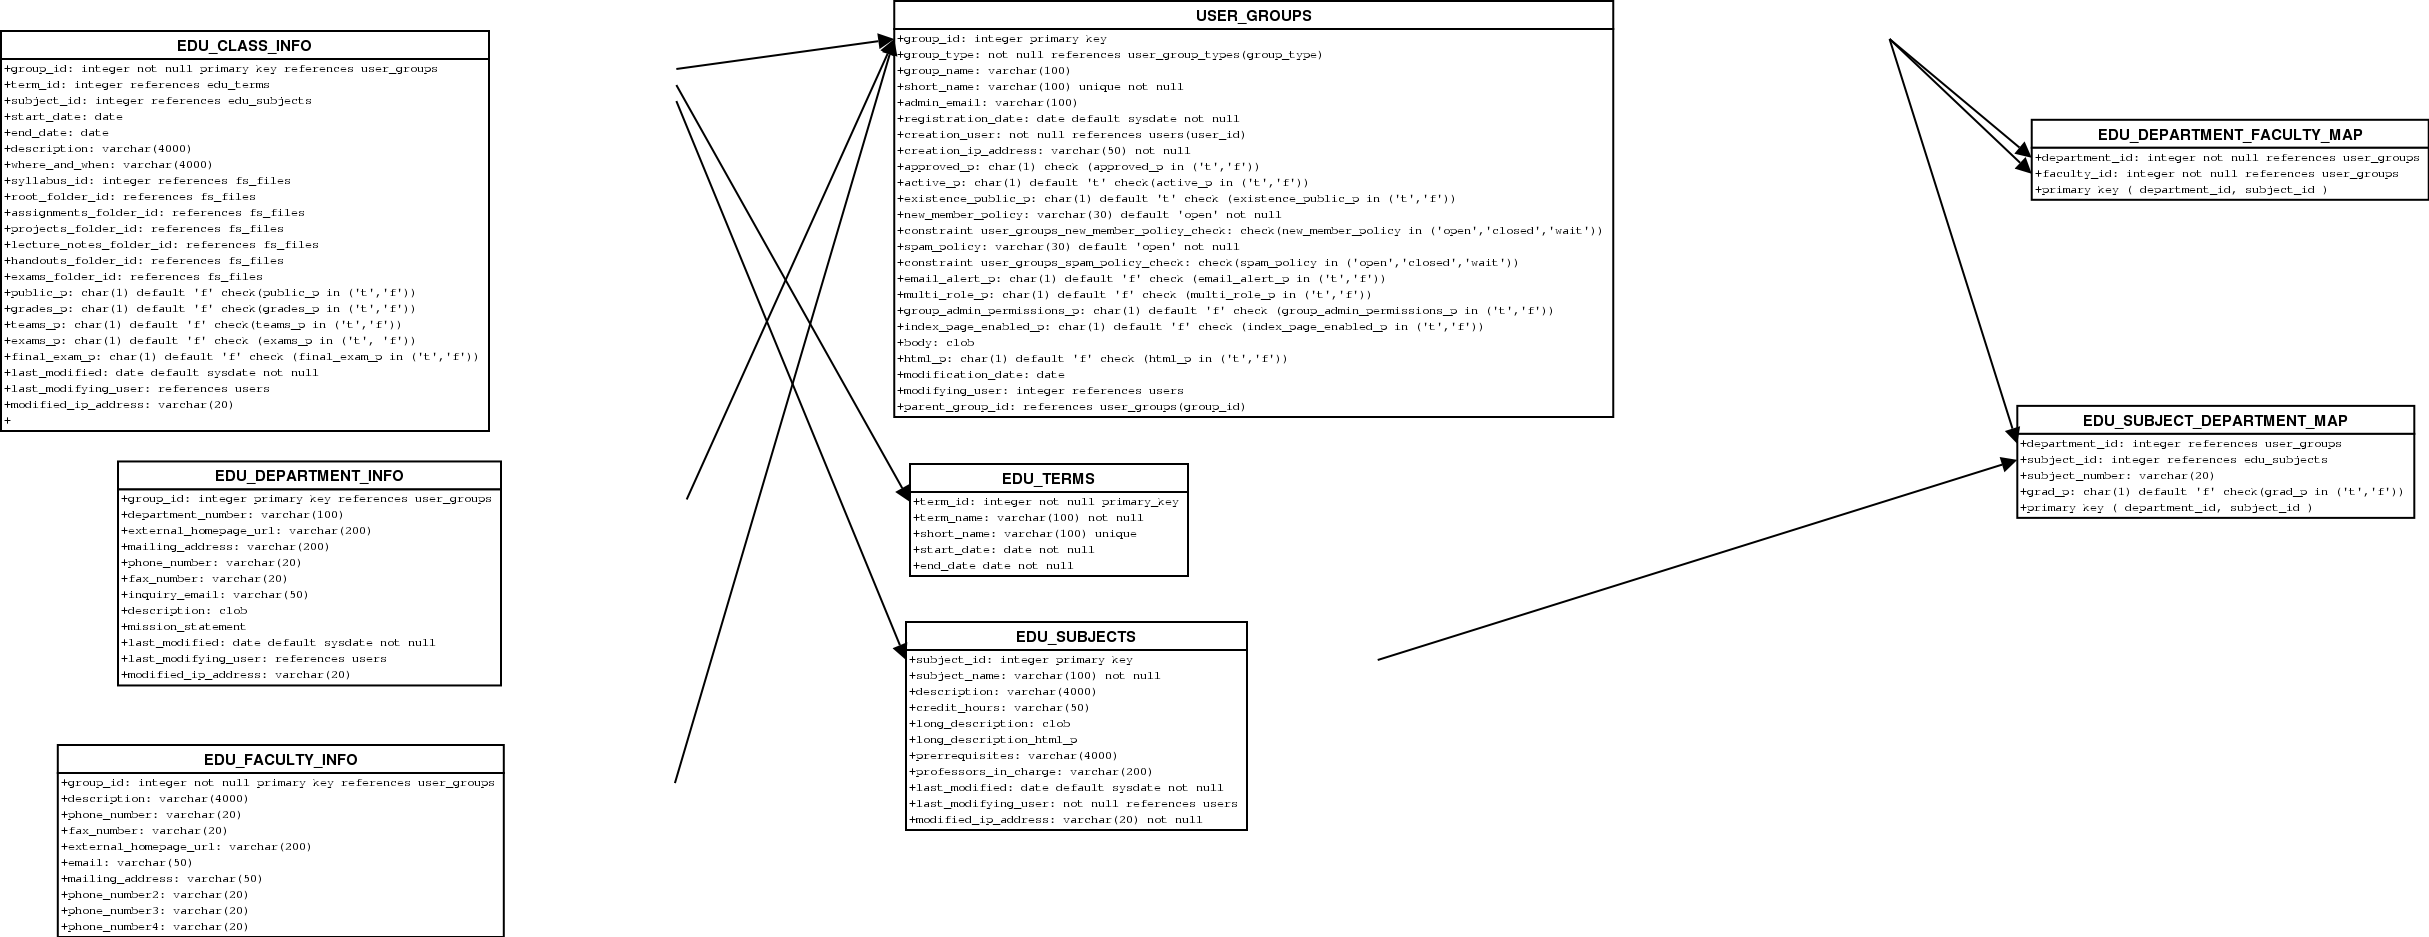 EDU_CLASS_INFO
+group_id: integer not null primary key references user_groups
+term_id: integer references edu_terms
+subject_id: integer references edu_subjects
+start_date: date
+end_date: date
+description: varchar(4000)
+where_and_when: varchar(4000)
+syllabus_id: integer references fs_files
+root_folder_id: references fs_files
+assignments_folder_id: references fs_files
+projects_folder_id: references fs_files
+lecture_notes_folder_id: references fs_files
+handouts_folder_id: references fs_files
+exams_folder_id: references fs_files
+public_p: char(1) default 'f' check(public_p in ('t','f'))
+grades_p: char(1) default 'f' check(grades_p in ('t','f'))
+teams_p: char(1) default 'f' check(teams_p in ('t','f'))
+exams_p: char(1) default 'f' check (exams_p in ('t', 'f'))
+final_exam_p: char(1) default 'f' check (final_exam_p in ('t','f'))
+last_modified: date default sysdate not null
+last_modifying_user: references users
+modified_ip_address: varchar(20)
+
EDU_DEPARTMENT_INFO
+group_id: integer primary key references user_groups
+department_number: varchar(100)
+external_homepage_url: varchar(200)
+mailing_address: varchar(200)
+phone_number: varchar(20)
+fax_number: varchar(20)
+inquiry_email: varchar(50)
+description: clob
+mission_statement
+last_modified: date default sysdate not null
+last_modifying_user: references users
+modified_ip_address: varchar(20)
EDU_FACULTY_INFO
+group_id: integer not null primary key references user_groups
+description: varchar(4000)
+phone_number: varchar(20)
+fax_number: varchar(20)
+external_homepage_url: varchar(200)
+email: varchar(50)
+mailing_address: varchar(50)
+phone_number2: varchar(20)
+phone_number3: varchar(20)
+phone_number4: varchar(20)
USER_GROUPS
+group_id: integer primary key
+group_type: not null references user_group_types(group_type)
+group_name: varchar(100)
+short_name: varchar(100) unique not null
+admin_email: varchar(100)
+registration_date: date default sysdate not null
+creation_user: not null references users(user_id)
+creation_ip_address: varchar(50) not null
+approved_p: char(1) check (approved_p in ('t','f'))
+active_p: char(1) default 't' check(active_p in ('t','f'))
+existence_public_p: char(1) default 't' check (existence_public_p in ('t','f'))
+new_member_policy: varchar(30) default 'open' not null
+constraint user_groups_new_member_policy_check: check(new_member_policy in ('open','closed','wait'))
+spam_policy: varchar(30) default 'open' not null
+constraint user_groups_spam_policy_check: check(spam_policy in ('open','closed','wait'))
+email_alert_p: char(1) default 'f' check (email_alert_p in ('t','f'))
+multi_role_p: char(1) default 'f' check (multi_role_p in ('t','f'))
+group_admin_permissions_p: char(1) default 'f' check (group_admin_permissions_p in ('t','f'))
+index_page_enabled_p: char(1) default 'f' check (index_page_enabled_p in ('t','f'))
+body: clob
+html_p: char(1) default 'f' check (html_p in ('t','f'))
+modification_date: date
+modifying_user: integer references users
+parent_group_id: references user_groups(group_id)
EDU_TERMS
+term_id: integer not null primary_key
+term_name: varchar(100) not null
+short_name: varchar(100) unique
+start_date: date not null
+end_date date not null
EDU_SUBJECTS
+subject_id: integer primary key
+subject_name: varchar(100) not null
+description: varchar(4000)
+credit_hours: varchar(50)
+long_description: clob
+long_description_html_p
+prerrequisites: varchar(4000)
+professors_in_charge: varchar(200)
+last_modified: date default sysdate not null
+last_modifying_user: not null references users
+modified_ip_address: varchar(20) not null
EDU_DEPARTMENT_FACULTY_MAP
+department_id: integer not null references user_groups
+faculty_id: integer not null references user_groups
+primary key ( department_id, subject_id )
EDU_SUBJECT_DEPARTMENT_MAP
+department_id: integer references user_groups
+subject_id: integer references edu_subjects
+subject_number: varchar(20)
+grad_p: char(1) default 'f' check(grad_p in ('t','f'))
+primary key ( department_id, subject_id )